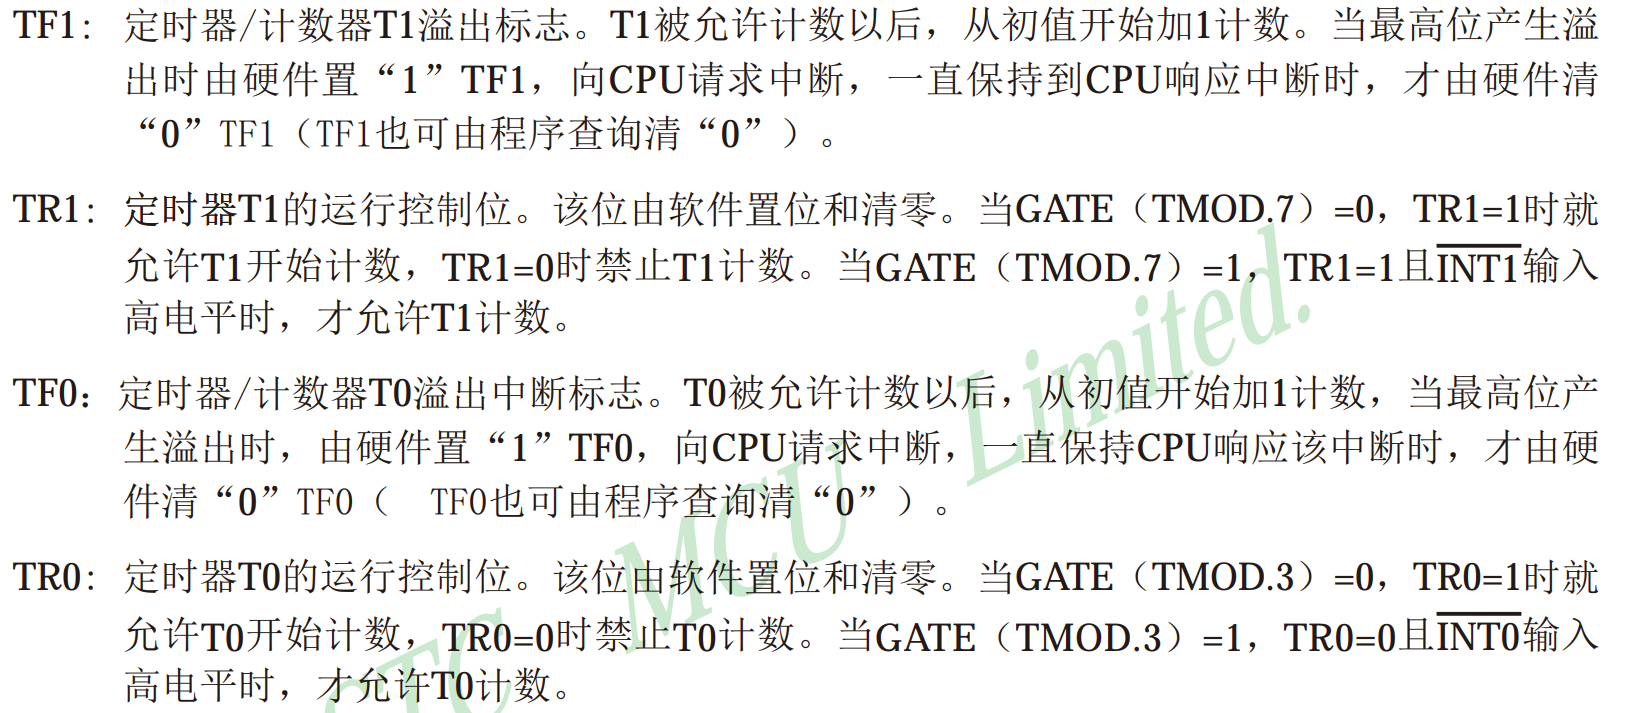 TF1: 定时器/计数器T1溢出标志。T1被允许计数以后，从初值开始加1计数。当最高位产生溢
出时由硬件置“1”TF1，向CPU请求中断，一直保持到CPU响应中断时，才由硬件清
“0”TF1（TF1也可由程序查询清“0”）。
TR1: 定时器T1的运行控制位。该位由软件置位和清零。当GATE（TMOD.7）=0，TR1=1时就
允许T1开始计数，TR1=0时禁止T1计数。当GATE（TMOD.7）=1，TR1=1且INT1输入
高电平时，才允许T1计数。
TF0: 定时器/计数器T0溢出中断标志。T0被允许计数以后，从初值开始加1计数，当最高位产
生溢出时，由硬件置“1”TF0，向CPU请求中断，一直保持CPU响应该中断时，才由硬
件清“0”TF0（ TF0也可由程序查询清“0”）。
TR0: 定时器T0的运行控制位。该位由软件置位和清零。当GATE（TMOD.3）=0，TR0=1时就
允许T0开始计数，TR0=0时禁止T0计数。当GATE（TMOD.3）=1，TR0=0且INT0输入
高电平时，才允许T0计数。
STC MCU Limited.